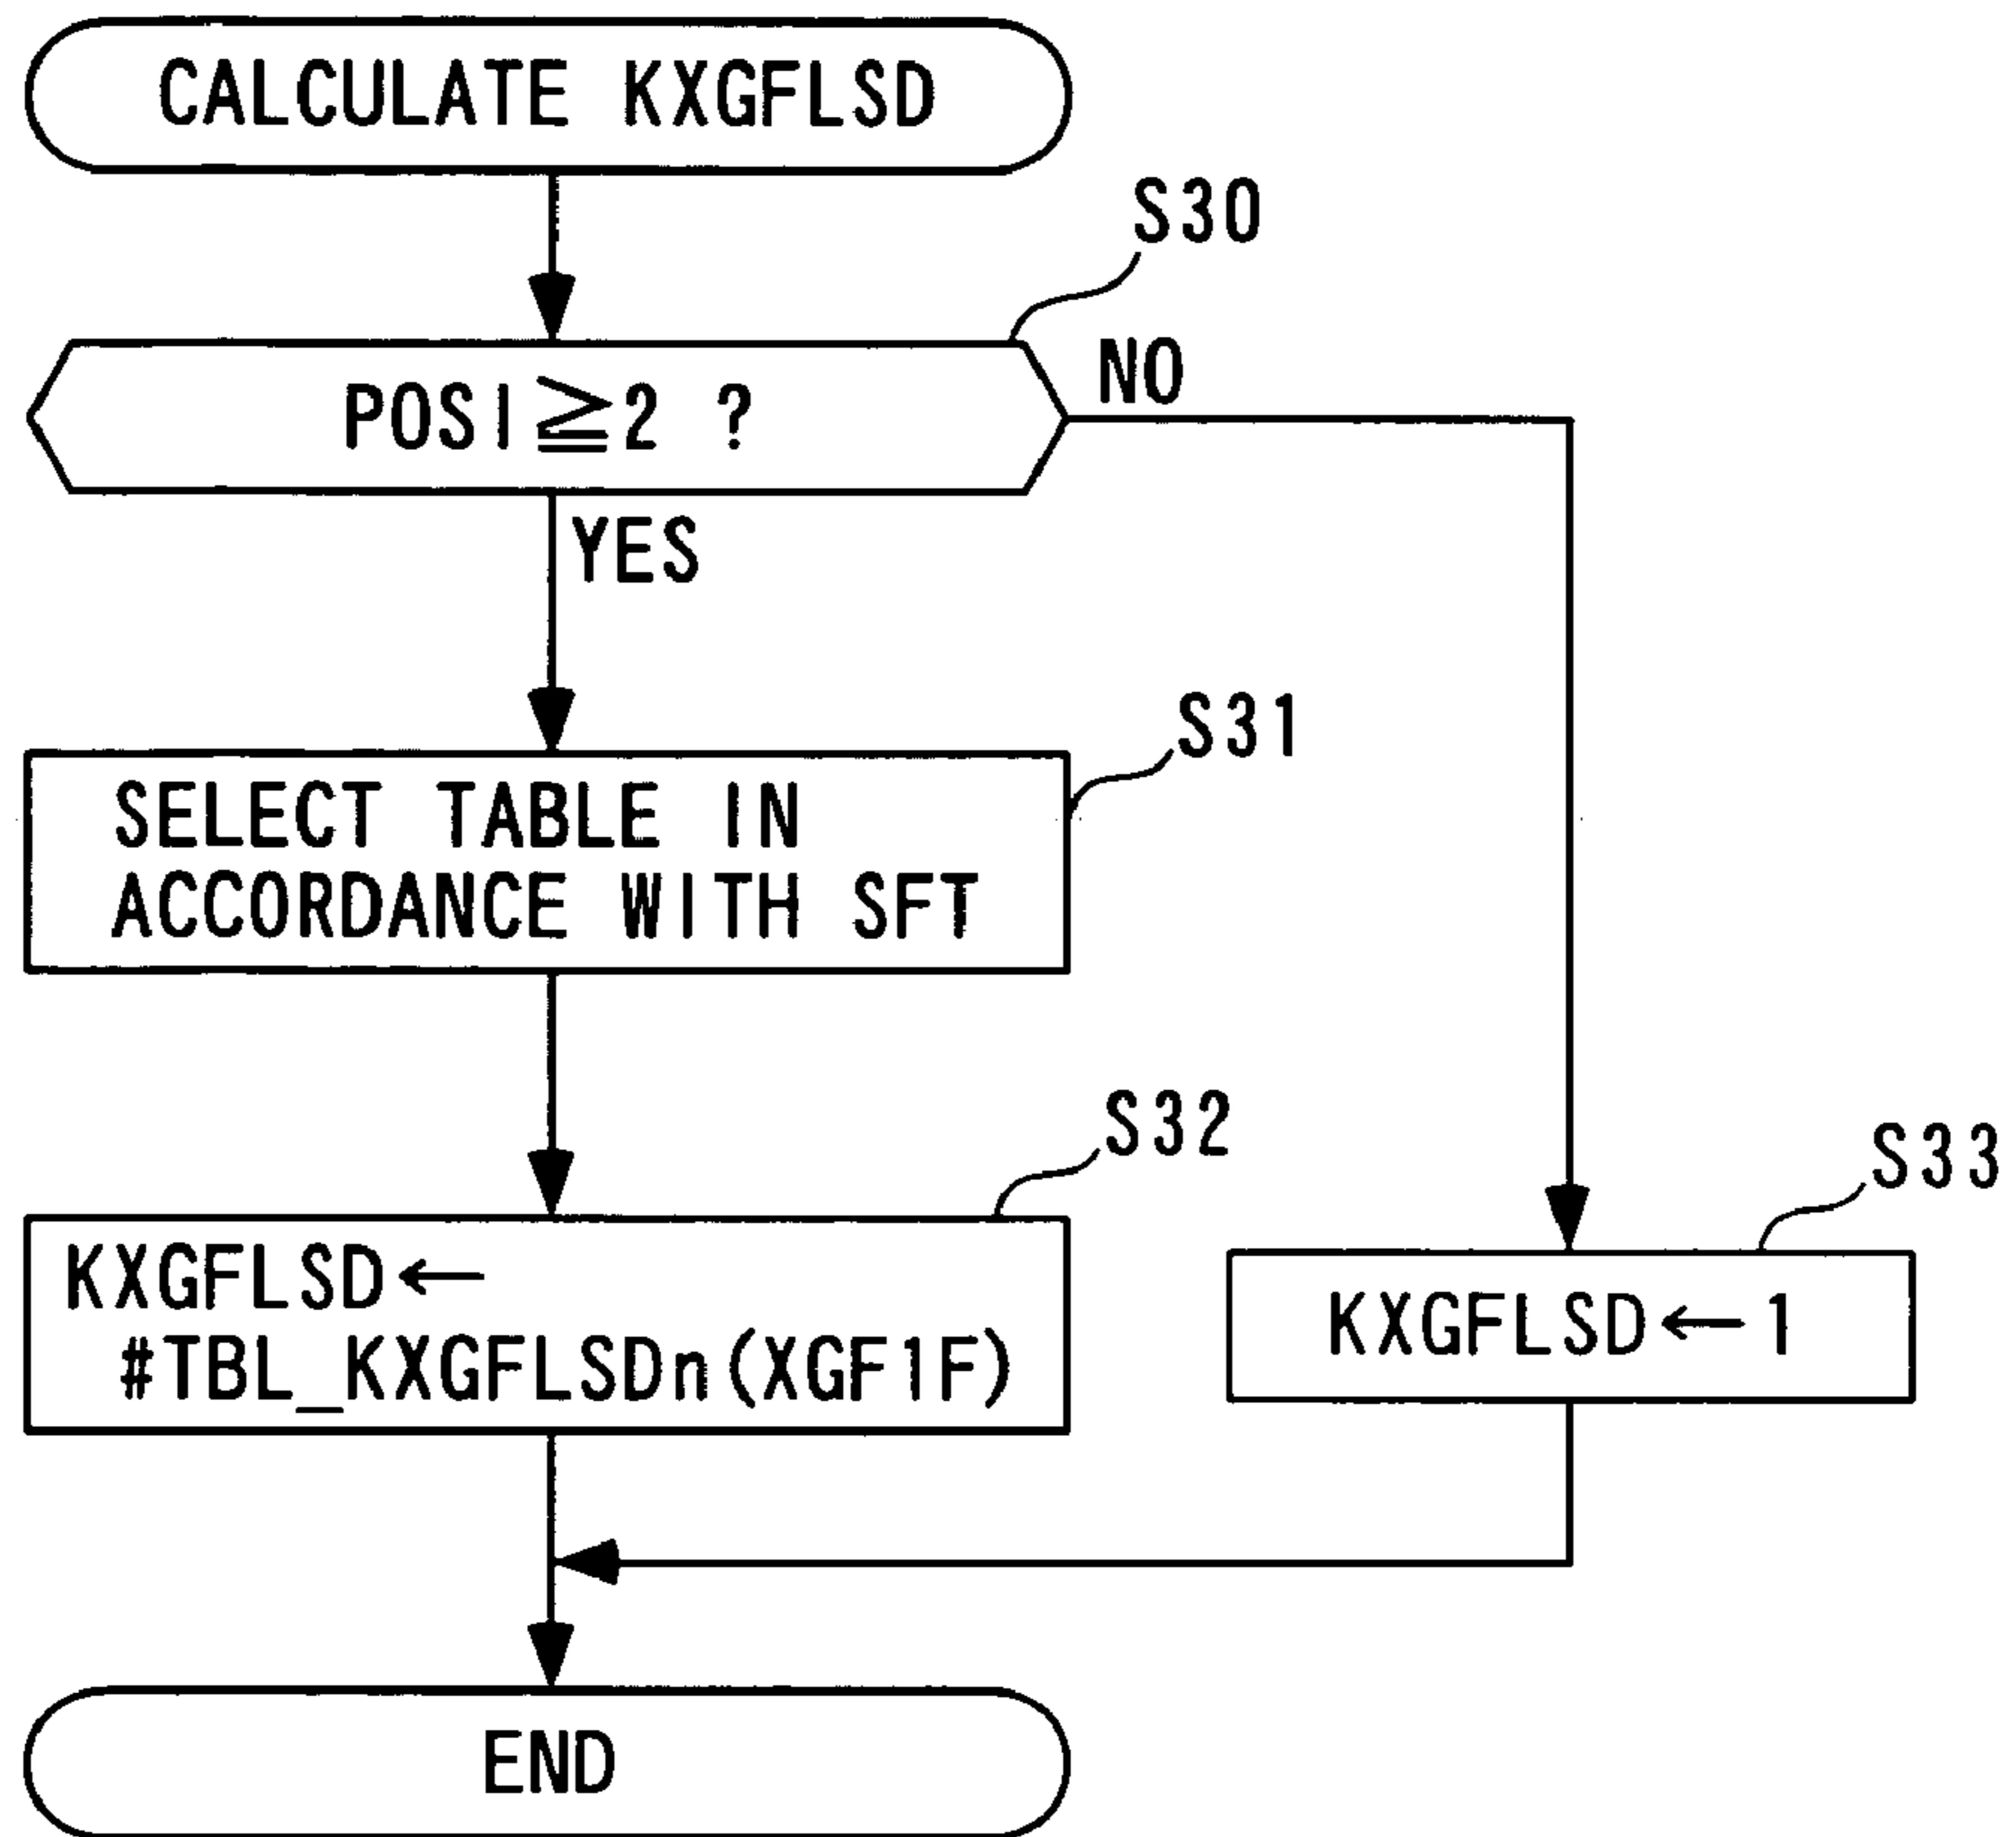 CALCULATE KXGFLSD
S30
POSI≧2 ?
NO
YES
S31
SELECT TABLE IN
ACCORDANCE WITH SFT
S32
KXGFLSD←
#TBL_KXGFLSDn(XGF1F)
S33
KXGFLSD←1
END